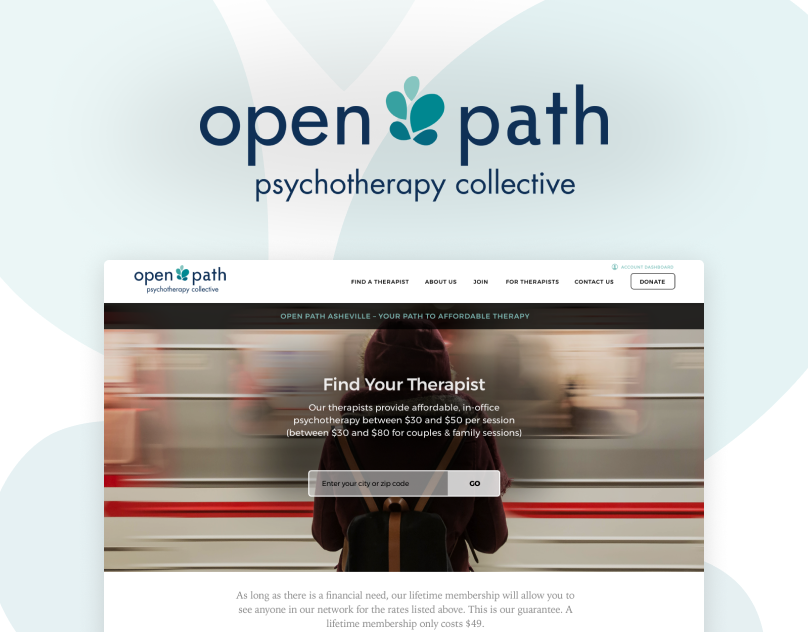 open path
psychotherapy collective
open path
psychotherapy collective
ACCOUNT DASHBOARD
FIND A THERAPIST ABOUT US JOIN FOR THERAPISTS CONTACT US DONATE
OPEN PATH ASHEVILLE – YOUR PATH TO AFFORDABLE THERAPY
Find Your Therapist
Our therapists provide affordable, in-office
psychotherapy between $30 and $50 per session
(between $30 and $80 for couples & family sessions)
Enter your city or zip code GO
As long as there is a financial need, our lifetime membership will allow you to
see anyone in our network for the rates listed above. This is our guarantee. A
lifetime membership only costs $49.